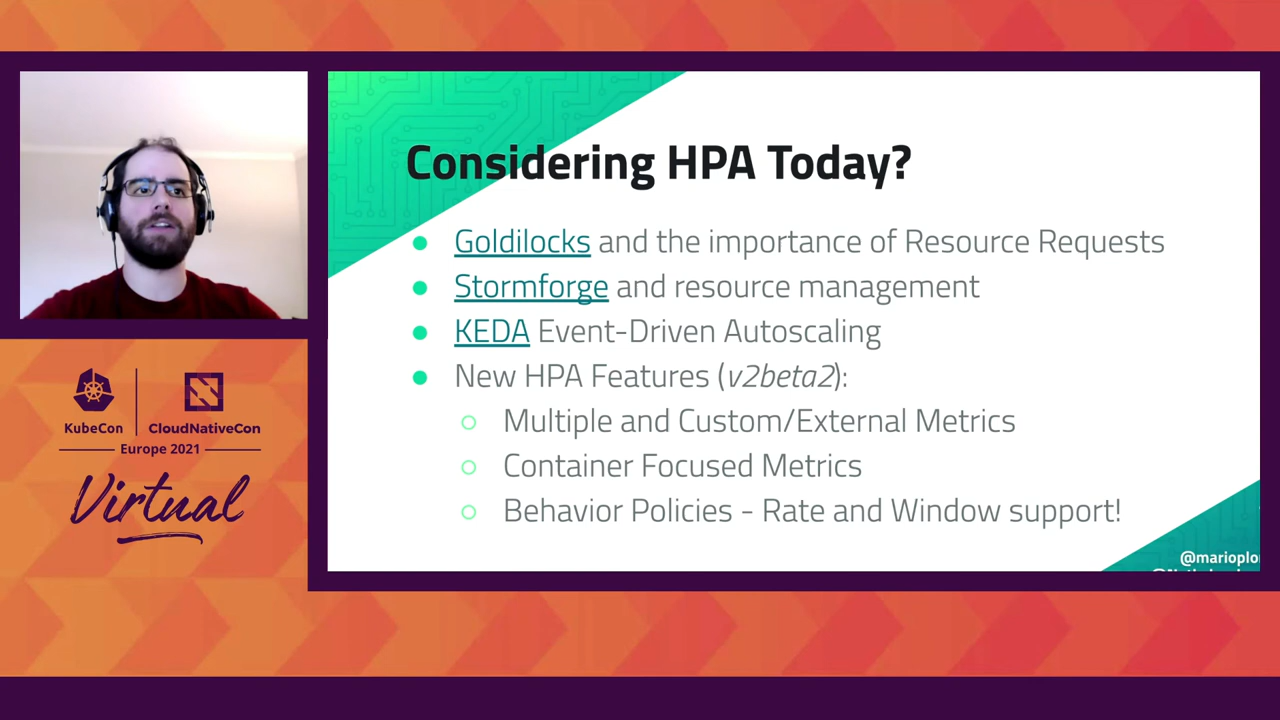 Considering HPA Today?
Goldilocks and the importance of Resource Requests
Stormforge and resource management
KEDA Event-Driven Autoscaling
New HPA Features (v2beta2):
Multiple and Custom/External Metrics
Container Focused Metrics
Behavior Policies - Rate and Window support!
@marioplo
KubeCon
CloudNativeCon
Europe 2021
Virtual